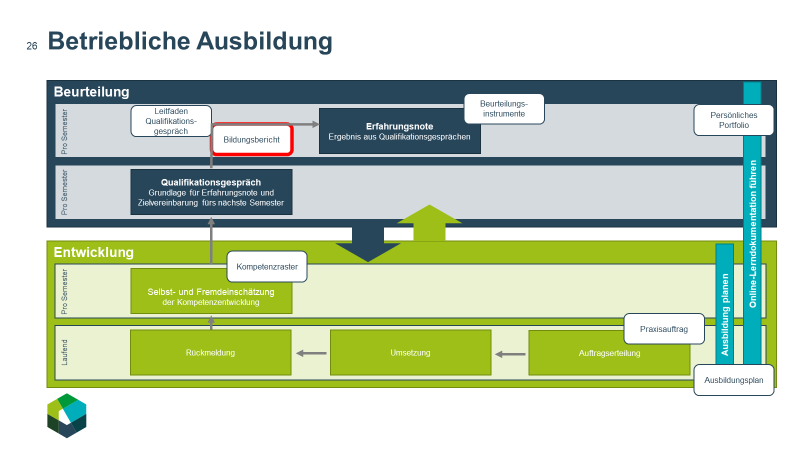 26
Betriebliche Ausbildung
Beurteilung
Pro Semester
Leitfaden
Qualifikations-
gespräch
Bildungsbericht
Erfahrungsnote
Ergebnis aus Qualifikationsgesprächen
Beurteilungs-
instrumente
Persönliches
Portfolio
Pro Semester
Qualifikationsgespräch
Grundlage für Erfahrungsnote und
Zielvereinbarung fürs nächste Semester
Online-Lerndokumentation führen
Entwicklung
Pro Semester
Kompetenzraster
Selbst- und Fremdeinschätzung
der Kompetenzentwicklung
Ausbildung planen
Laufend
Rückmeldung
Umsetzung
Auftragserteilung
Praxisauftrag
Ausbildungsplan